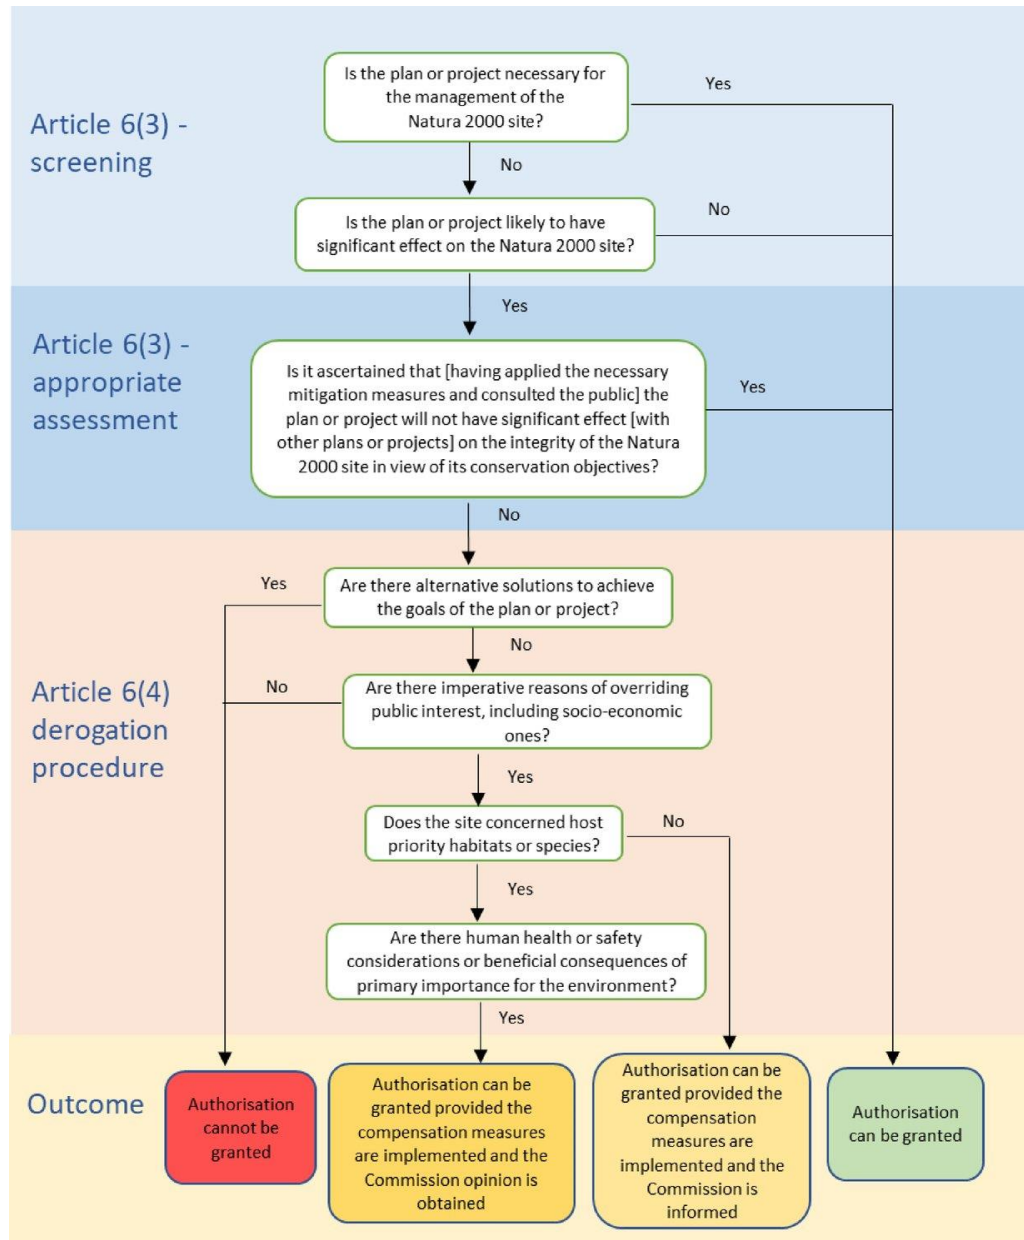 Article 6(3) -
screening
Is the plan or project necessary for
the management of the
Natura 2000 site?
Yes
No
Is the plan or project likely to have
significant effect on the Natura 2000 site?
No
Yes
Article 6(3) -
appropriate
assessment
Is it ascertained that [having applied the necessary
mitigation measures and consulted the public] the
plan or project will not have significant effect [with
other plans or projects] on the integrity of the Natura
2000 site in view of its conservation objectives?
Yes
No
Article 6(4)
derogation
procedure
Are there alternative solutions to achieve
the goals of the plan or project?
Yes
No
Are there imperative reasons of overriding
public interest, including socio-economic
ones?
No
Yes
Does the site concerned host
priority habitats or species?
No
Yes
Are there human health or safety
considerations or beneficial consequences of
primary importance for the environment?
Yes
Outcome
Authorisation
cannot be
granted
Authorisation can be
granted provided the
compensation measures
are implemented and the
Commission opinion is
obtained
Authorisation can be
granted provided the
compensation
measures are
implemented and the
Commission is
informed
Authorisation
can be granted